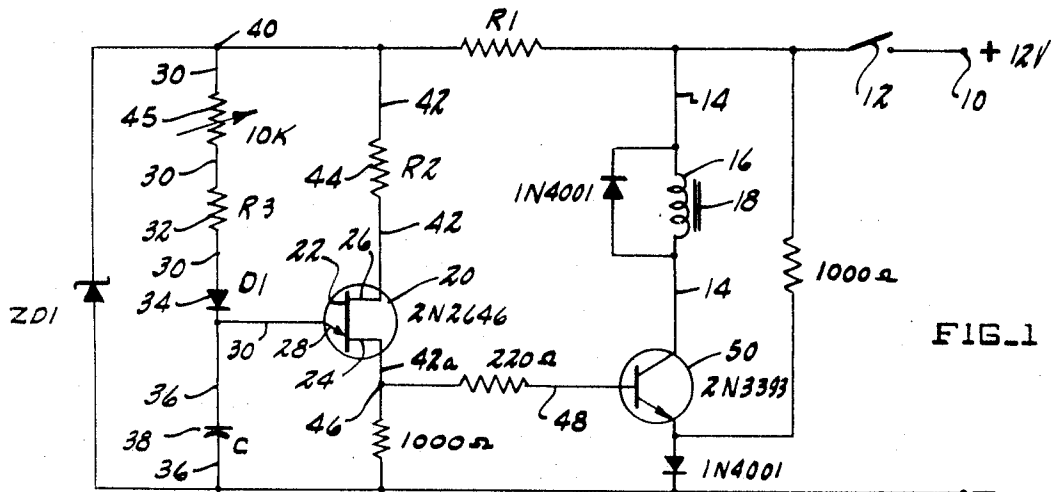 R1
40
+ 12V
30
42
14
12
10
45
10K
16
44
R2
1N4001
18
30
R3
32
42
1000Ω
30
22
26
D1
20
14
34
2N2646
ZD1
FIG_1
30
28
24
42a
220Ω
50
2N3393
36
46
48
38
C
1000Ω
36
1N4001